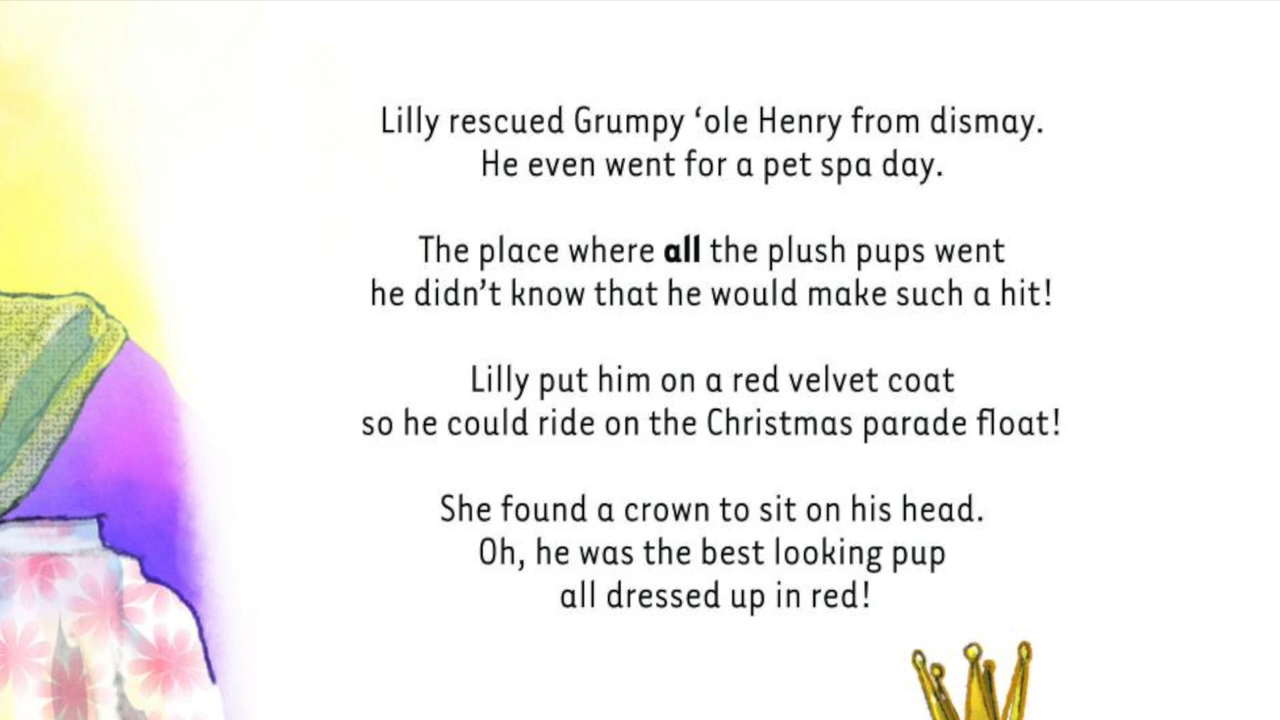 Lilly rescued Grumpy ‘ole Henry from dismay.
He even went for a pet spa day.
The place where all the plush pups went
he didn’t know that he would make such a hit!
Lilly put him on a red velvet coat
so he could ride on the Christmas parade float!
She found a crown to sit on his head.
Oh, he was the best looking pup
all dressed up in red!